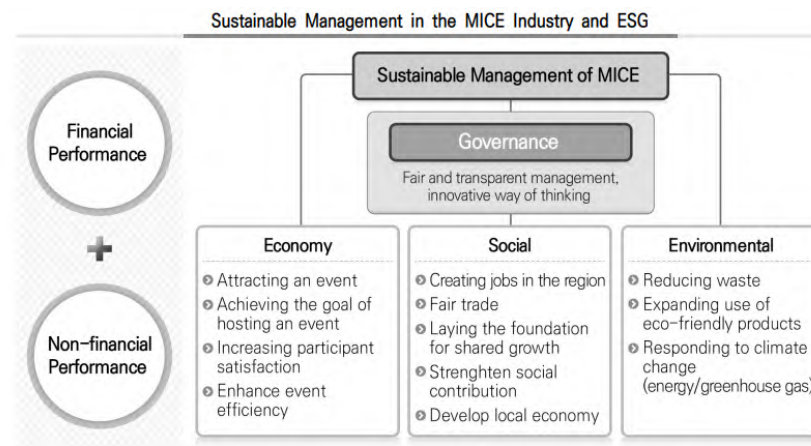 Sustainable Management in the MICE Industry and ESG
Financial
Performance
+
Non-financial
Performance
Sustainable Management of MICE
Governance
Fair and transparent management,
innovative way of thinking
Economy
Attracting an event
Achieving the goal of
hosting an event
Increasing participant
satisfaction
Enhance event
efficiency
Social
Creating jobs in the region
Fair trade
Laying the foundation
for shared growth
Strenghten social
contribution
Develop local economy
Environmental
Reducing waste
Expanding use of
eco-friendly products
Responding to climate
change
(energy/greenhouse gas)